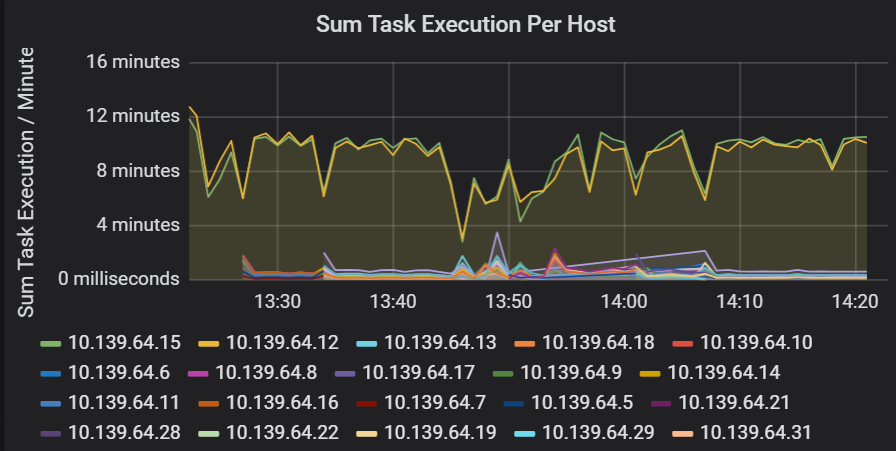 Sum Task Execution Per Host
Sum Task Execution / Minute
16 minutes
12 minutes
8 minutes
4 minutes
0 milliseconds
13:30 13:40 13:50 14:00 14:10 14:20
10.139.64.15 10.139.64.12 10.139.64.13 10.139.64.18 10.139.64.10
10.139.64.6 10.139.64.8 10.139.64.17 10.139.64.9 10.139.64.14
10.139.64.11 10.139.64.16 10.139.64.7 10.139.64.5 10.139.64.21
10.139.64.28 10.139.64.22 10.139.64.19 10.139.64.29 10.139.64.31